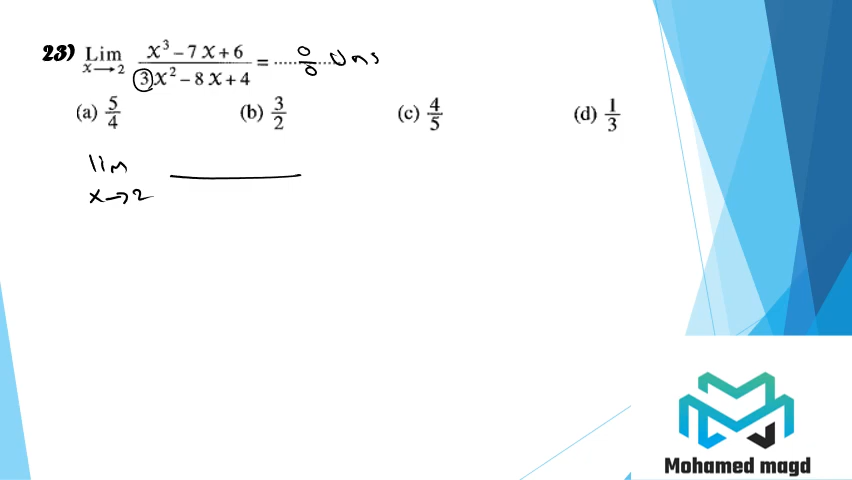 23) Lim x→2 (x³ − 7x + 6)/(3x² − 8x + 4) = ...... 0/0 Uns
(a) 5/4 (b) 3/2 (c) 4/5 (d) 1/3
lim
x→2
Mohamed magd